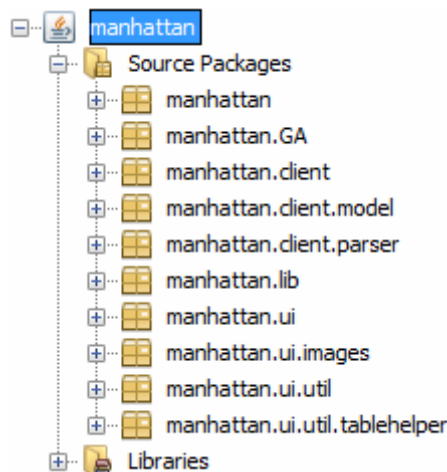 manhattan
Source Packages
manhattan
manhattan.GA
manhattan.client
manhattan.client.model
manhattan.client.parser
manhattan.lib
manhattan.ui
manhattan.ui.images
manhattan.ui.util
manhattan.ui.util.tablehelper
Libraries